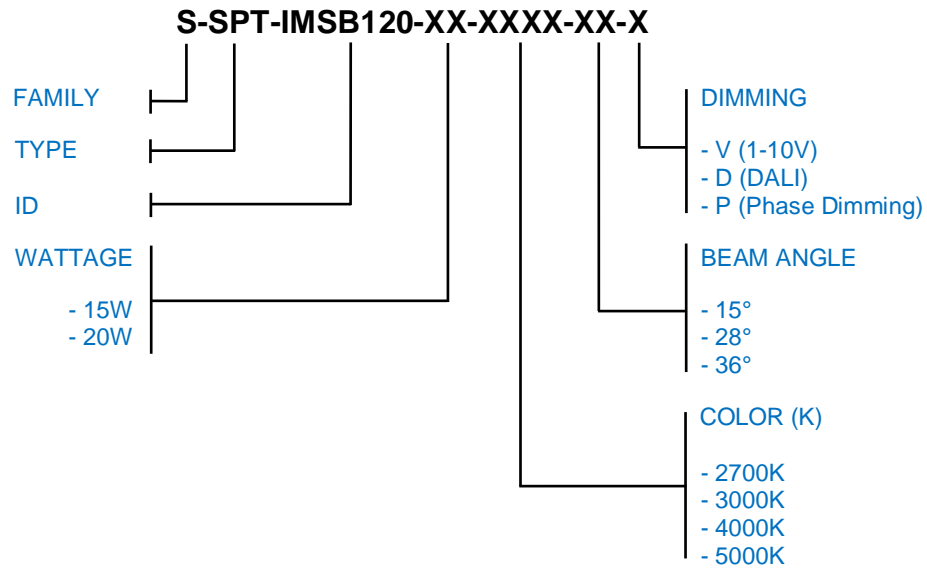 S-SPT-IMSB120-XX-XXXX-XX-X
FAMILY
TYPE
ID
WATTAGE
- 15W
- 20W
DIMMING
- V (1-10V)
- D (DALI)
- P (Phase Dimming)
BEAM ANGLE
- 15°
- 28°
- 36°
COLOR (K)
- 2700K
- 3000K
- 4000K
- 5000K